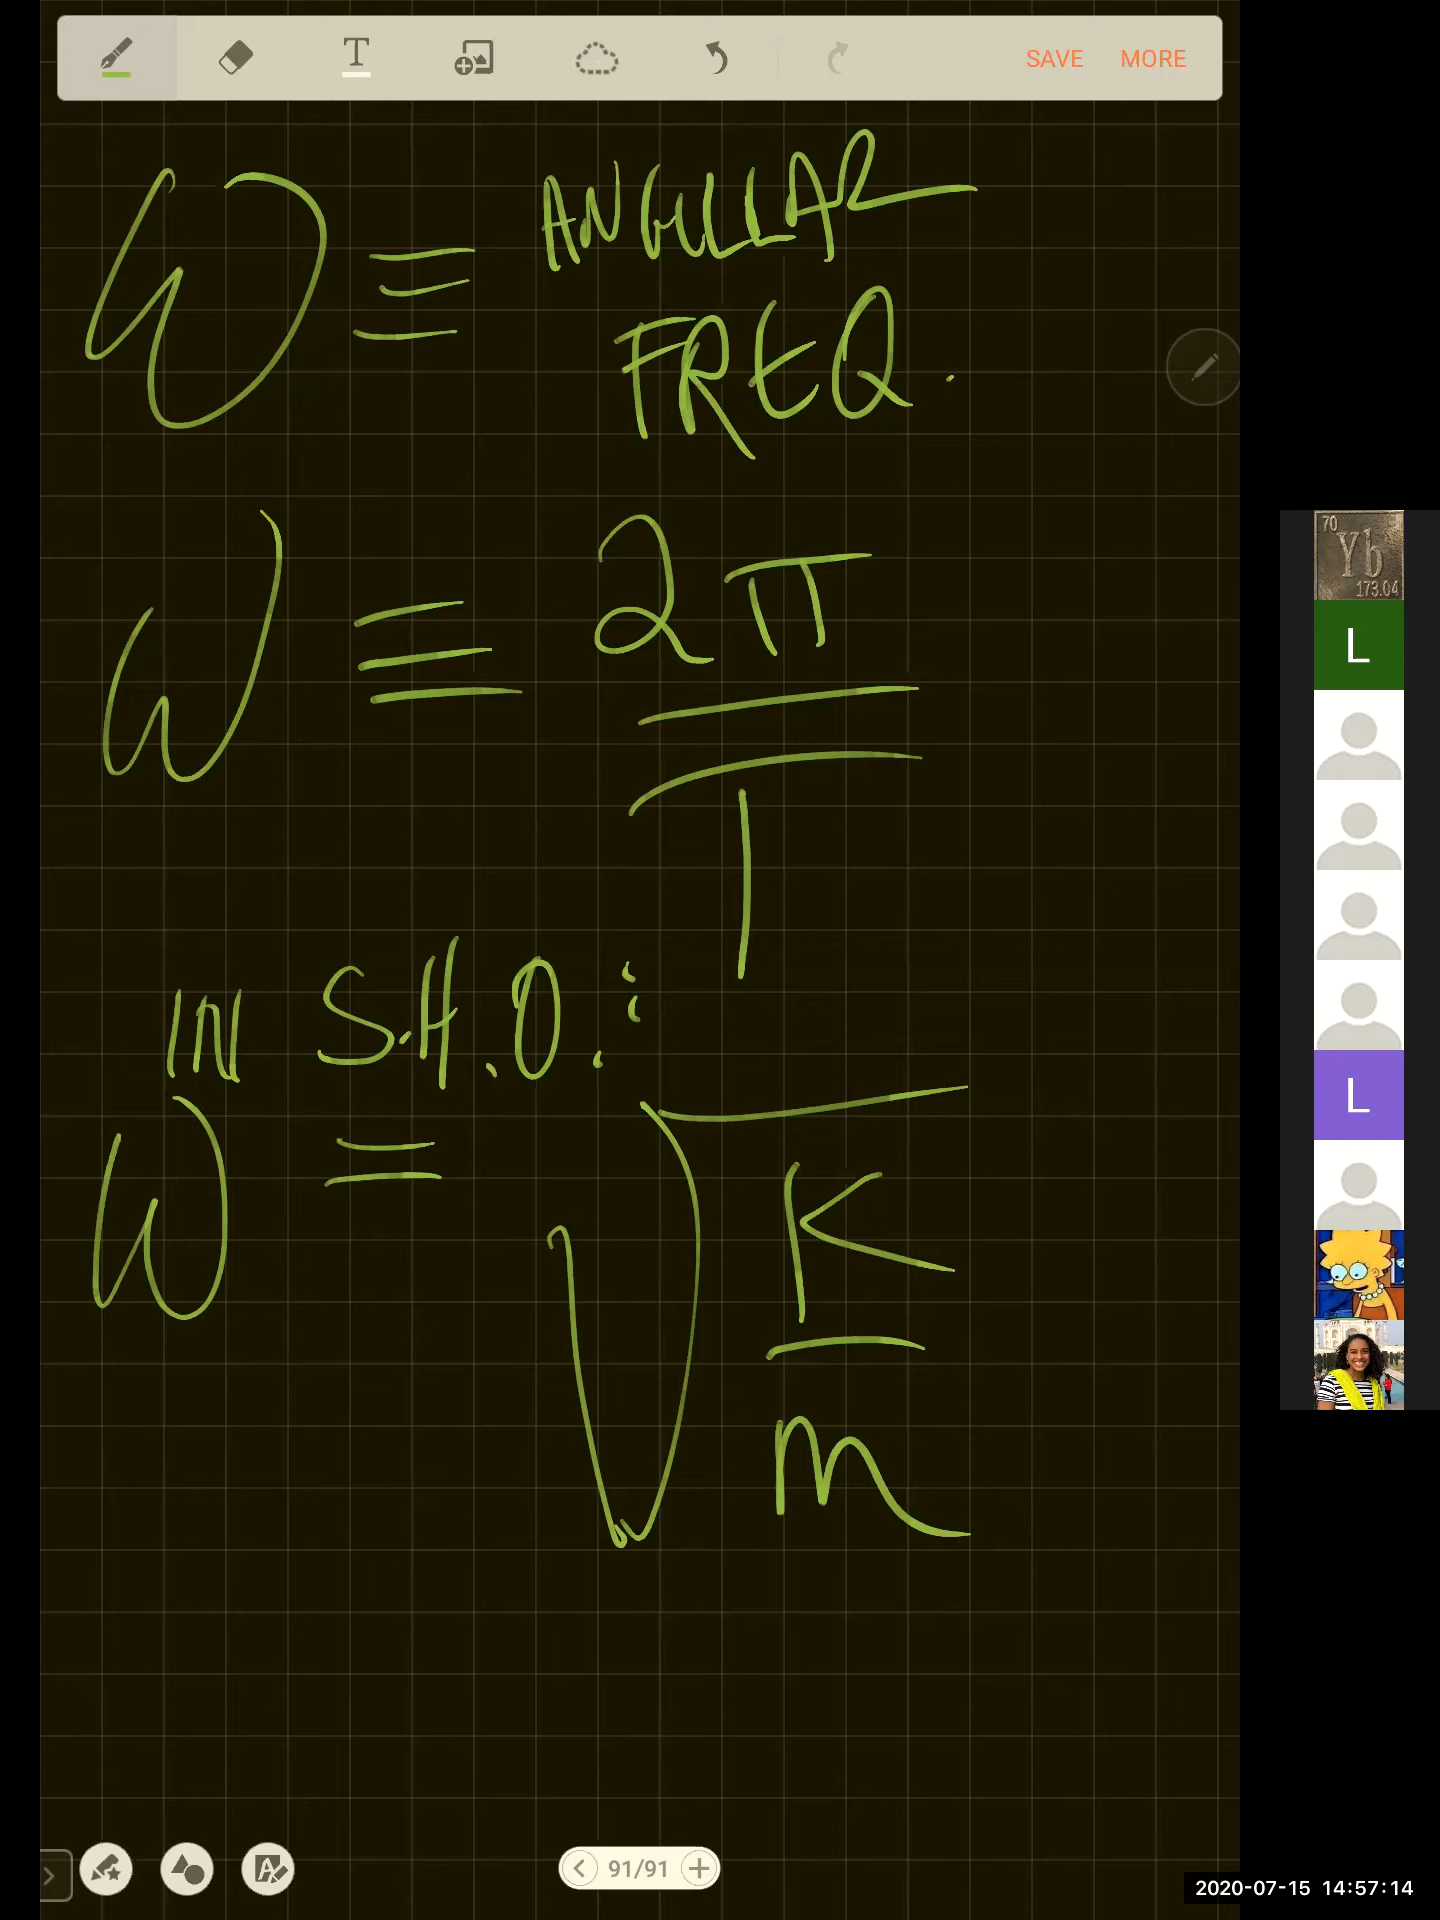 SAVE MORE
ω ≡ ANGULAR
FREQ.
ω ≡ 2π
T
IN S.H.O.:
ω = √
K
m
70
Yb
173.04
L
L
91/91
2020-07-15 14:57:14